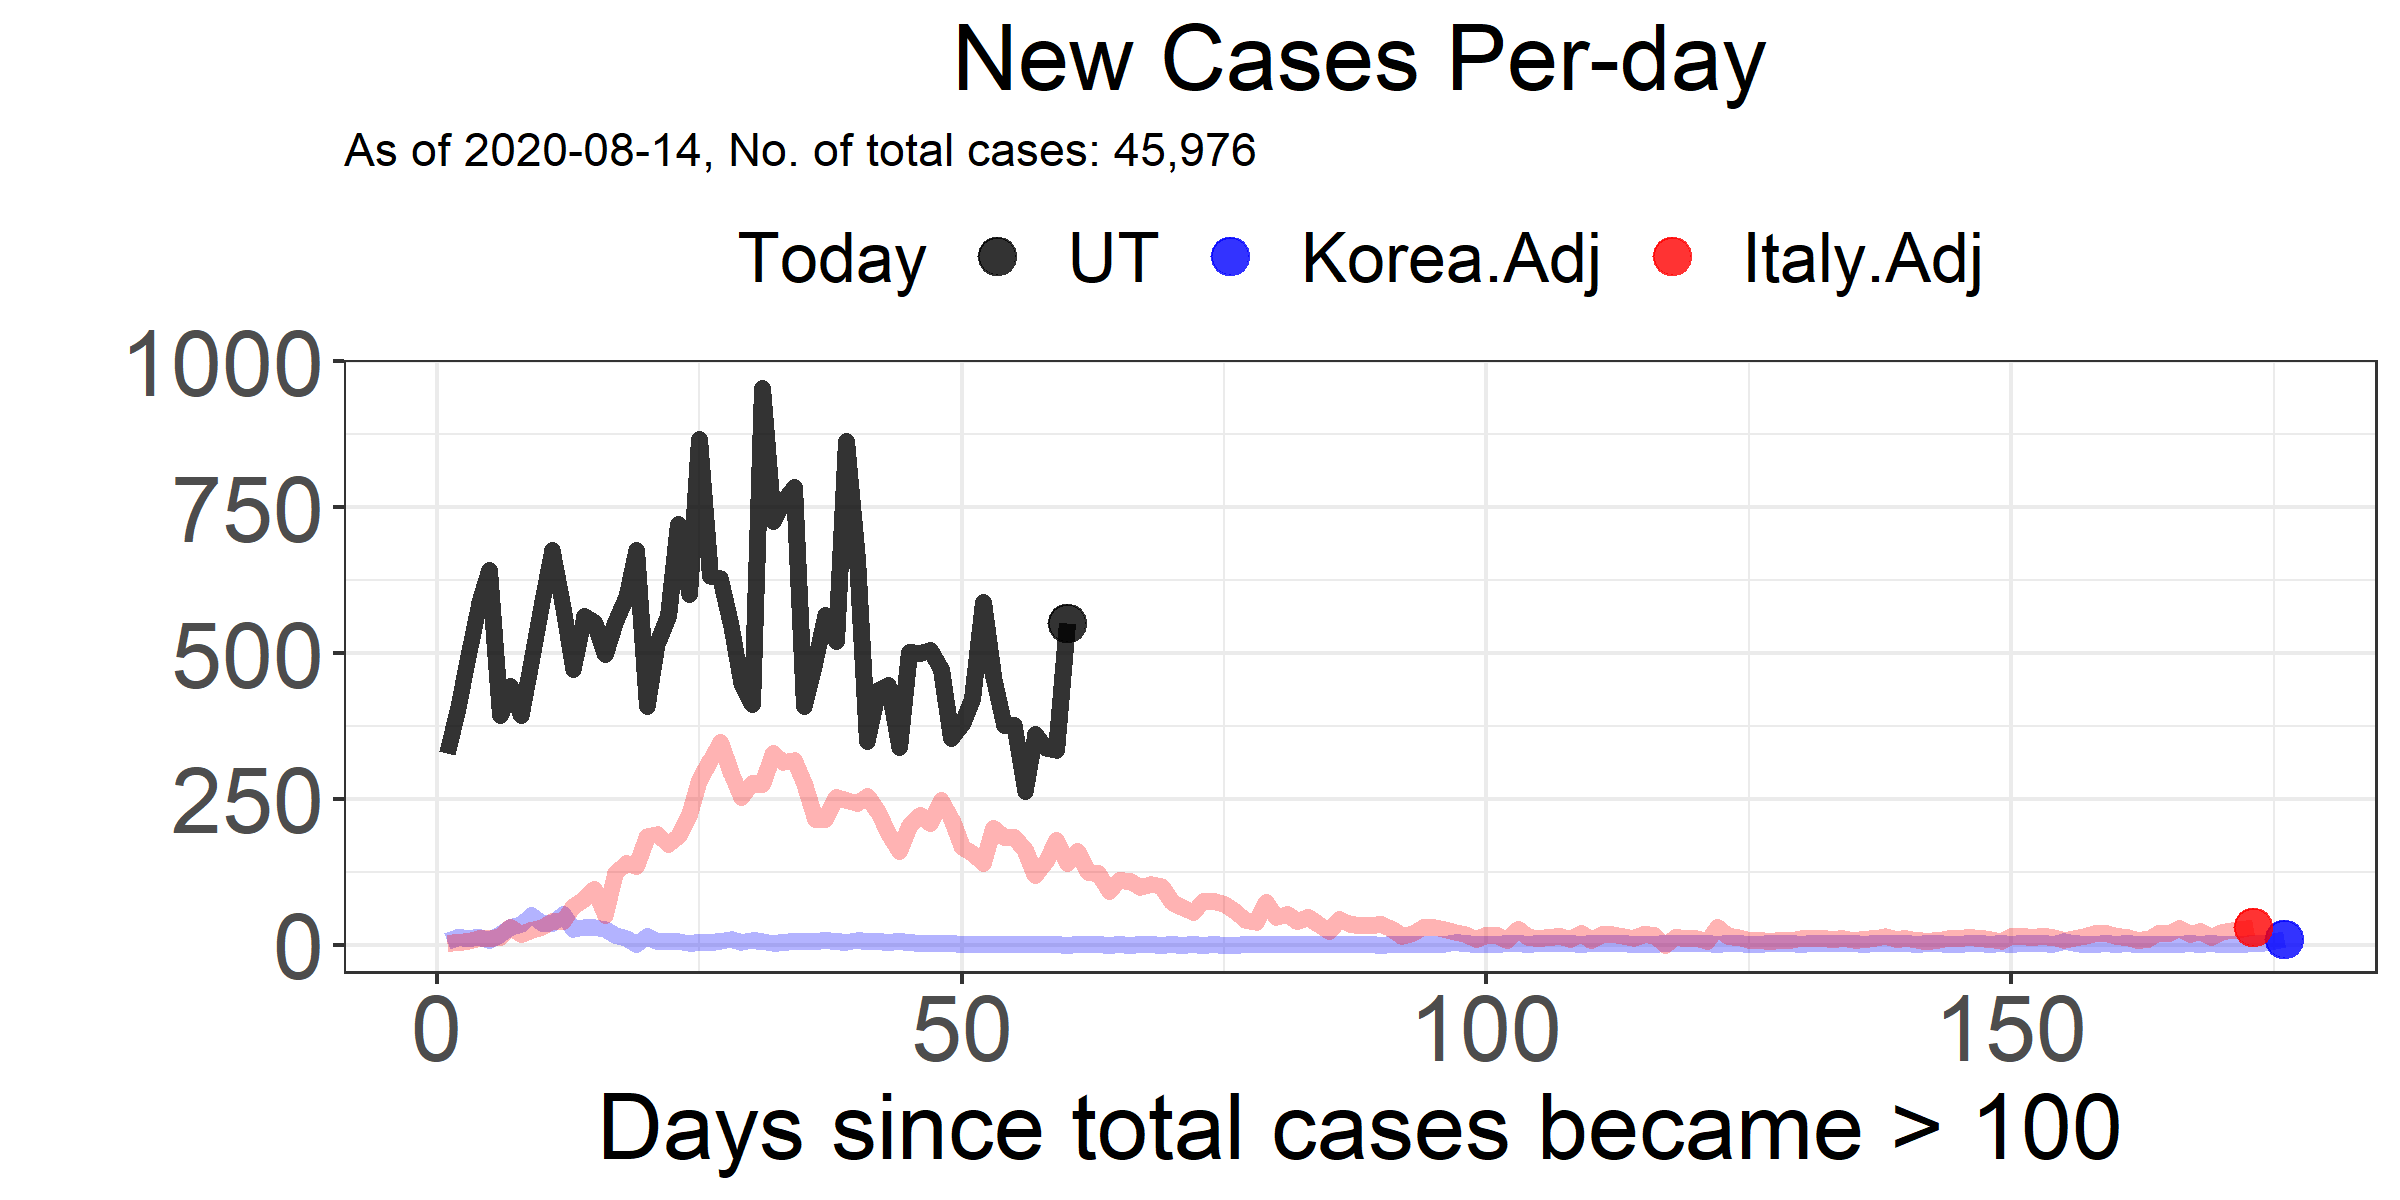 New Cases Per-day
As of 2020-08-14, No. of total cases: 45,976
Today UT Korea.Adj Italy.Adj
1000
750
500
250
0
0 50 100 150
Days since total cases became > 100